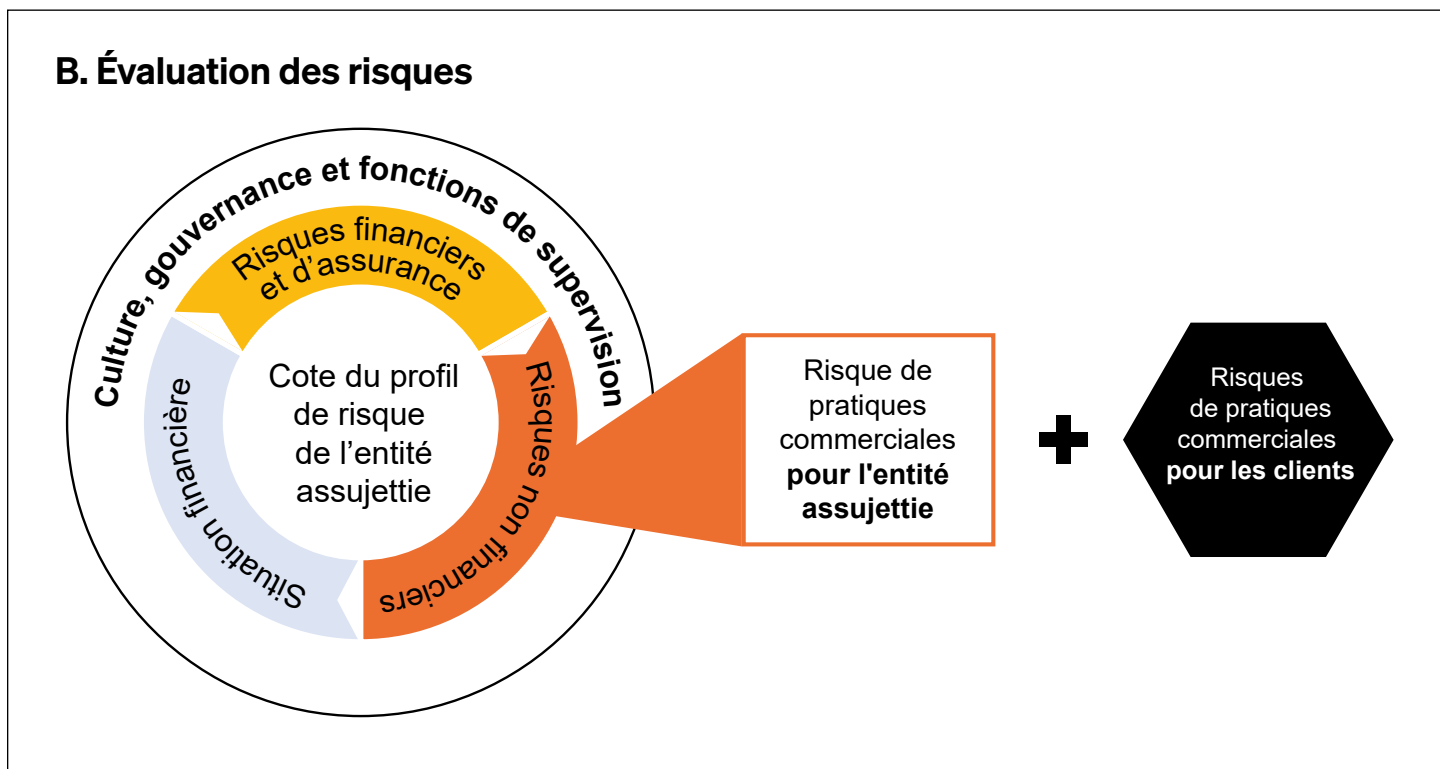 B. Évaluation des risques
Culture, gouvernance et fonctions de supervision
Risques financiers
et d’assurance
Situation financière
Risques non financiers
Cote du profil
de risque
de l’entité
assujettie
Risque de
pratiques
commerciales
pour l'entité
assujettie
Risques
de pratiques
commerciales
pour les clients